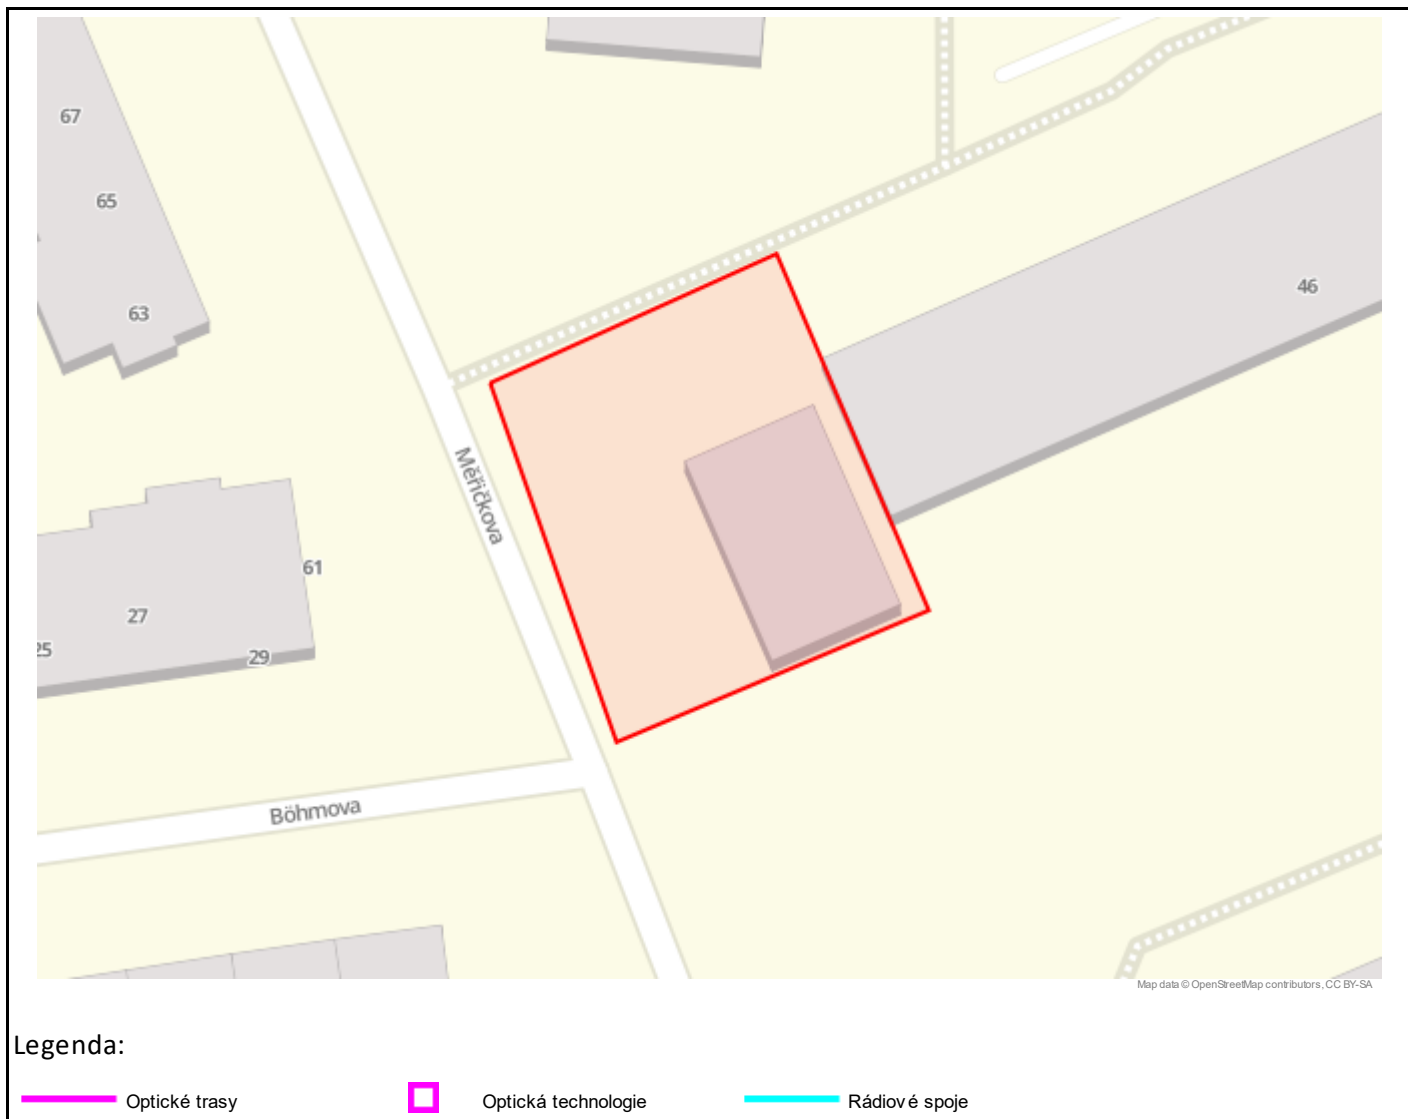 67
65
63
46
Měřičkova
61
27
25
29
Böhmova
Map data © OpenStreetMap contributors, CC BY-SA
Legenda:
Optické trasy
Optická technologie
Rádiové spoje